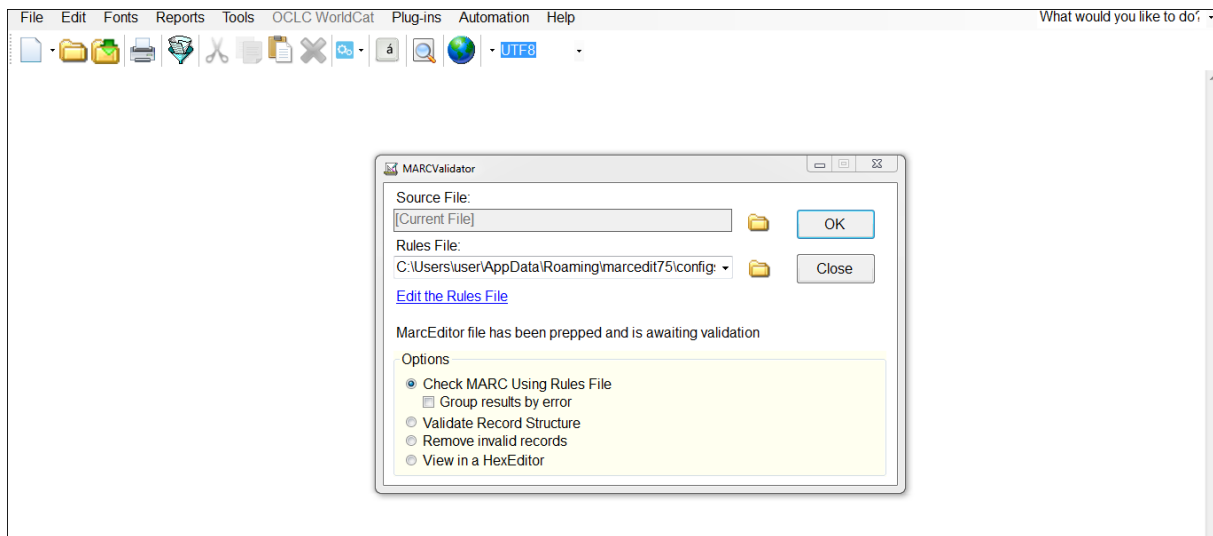 File Edit Fonts Reports Tools OCLC WorldCat Plug-ins Automation Help What would you like to do?
á UTF8
MARCValidator
Source File:
[Current File]
OK
Rules File:
C:\Users\user\AppData\Roaming\marcedit75\configs
Close
Edit the Rules File
MarcEditor file has been prepped and is awaiting validation
Options
Check MARC Using Rules File
Group results by error
Validate Record Structure
Remove invalid records
View in a HexEditor